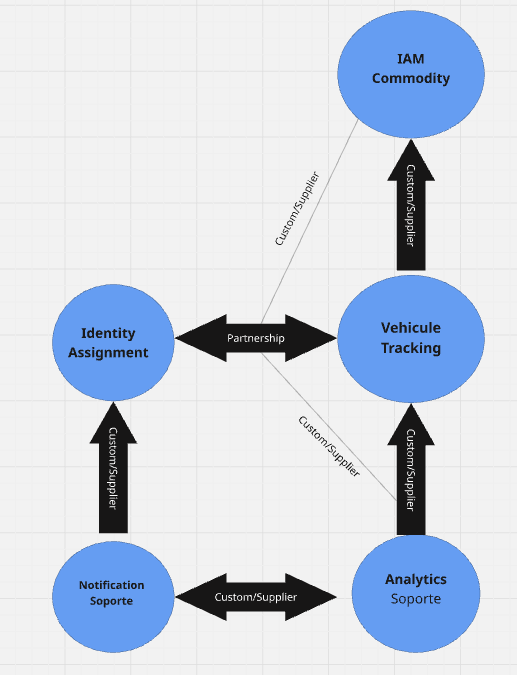 IAM
Commodity
Custom/Supplier
Custom/Supplier
Identity
Assignment
Partnership
Vehicule
Tracking
Custom/Supplier
Custom/Supplier
Custom/Supplier
Notification
Soporte
Custom/Supplier
Analytics
Soporte